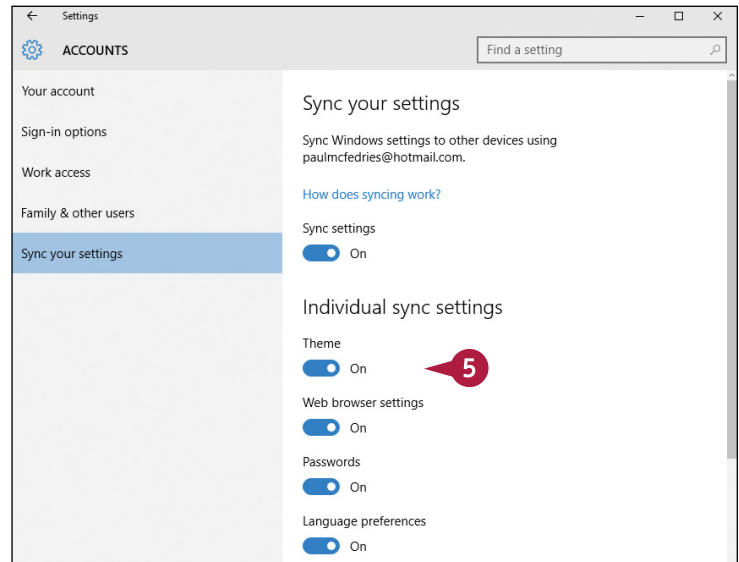 Settings
ACCOUNTS
Find a setting
Your account
Sign-in options
Work access
Family & other users
Sync your settings
Sync your settings
Sync Windows settings to other devices using
paulmcfedries@hotmail.com.
How does syncing work?
Sync settings
On
Individual sync settings
Theme
On
5
Web browser settings
On
Passwords
On
Language preferences
On